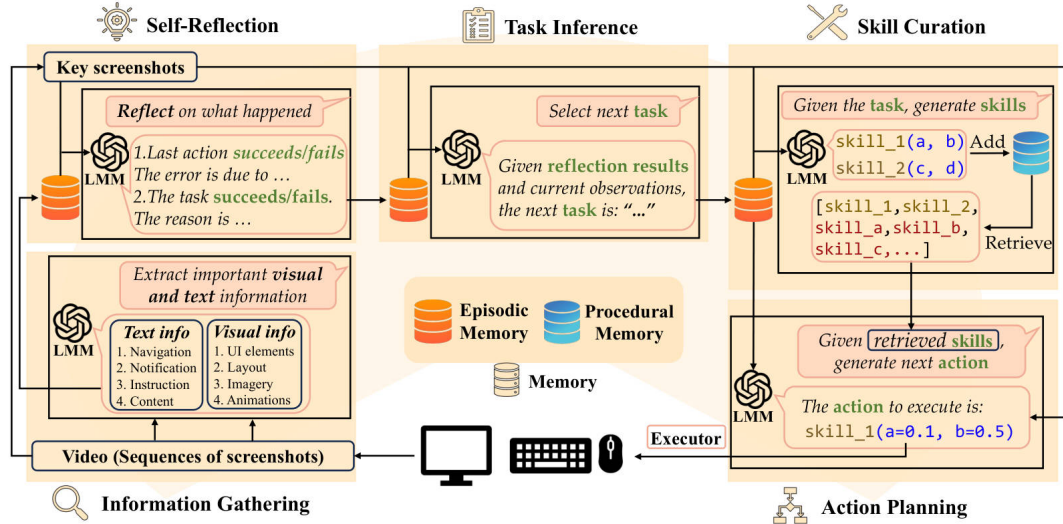 Self-Reflection
Task Inference
Skill Curation
Key screenshots
Reflect on what happened
LMM
1.Last action succeeds/fails
The error is due to …
2.The task succeeds/fails.
The reason is …
Select next task
LMM
Given reflection results
and current observations,
the next task is: “...”
Given the task, generate skills
LMM
skill_1(a, b)
skill_2(c, d)
Add
[skill_1,skill_2,
skill_a,skill_b,
skill_c,...]
Retrieve
Extract important visual
and text information
LMM
Text info
1. Navigation
2. Notification
3. Instruction
4. Content
Visual info
1. UI elements
2. Layout
3. Imagery
4. Animations
Episodic
Memory
Procedural
Memory
Memory
Given retrieved skills,
generate next action
LMM
The action to execute is:
skill_1(a=0.1, b=0.5)
Executor
Video (Sequences of screenshots)
Information Gathering
Action Planning